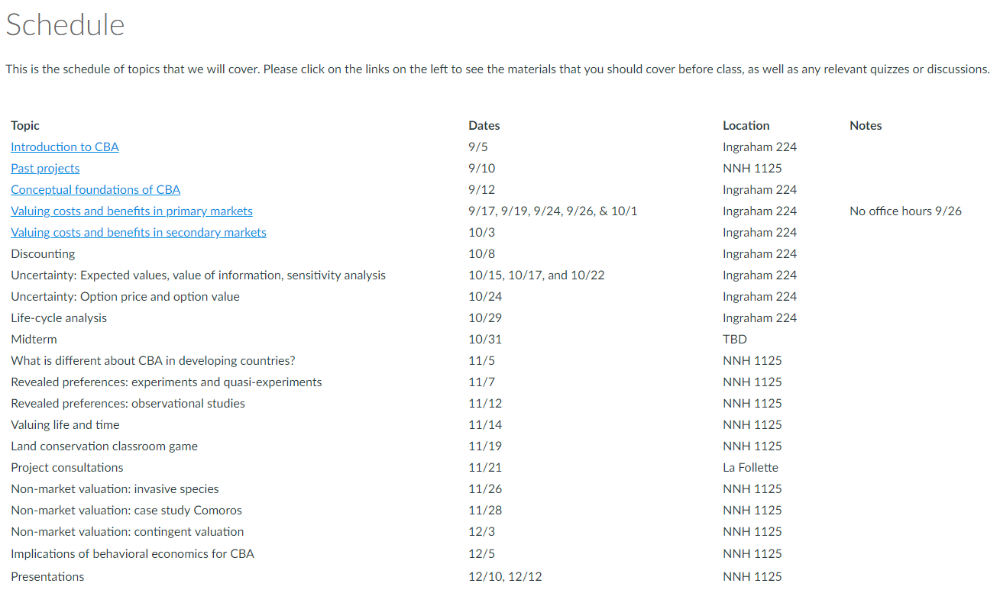 Schedule
This is the schedule of topics that we will cover. Please click on the links on the left to see the materials that you should cover before class, as well as any relevant quizzes or discussions.
Topic Dates Location Notes
Introduction to CBA 9/5 Ingraham 224
Past projects 9/10 NNH 1125
Conceptual foundations of CBA 9/12 Ingraham 224
Valuing costs and benefits in primary markets 9/17, 9/19, 9/24, 9/26, & 10/1 Ingraham 224 No office hours 9/26
Valuing costs and benefits in secondary markets 10/3 Ingraham 224
Discounting 10/8 Ingraham 224
Uncertainty: Expected values, value of information, sensitivity analysis 10/15, 10/17, and 10/22 Ingraham 224
Uncertainty: Option price and option value 10/24 Ingraham 224
Life-cycle analysis 10/29 Ingraham 224
Midterm 10/31 TBD
What is different about CBA in developing countries? 11/5 NNH 1125
Revealed preferences: experiments and quasi-experiments 11/7 NNH 1125
Revealed preferences: observational studies 11/12 NNH 1125
Valuing life and time 11/14 NNH 1125
Land conservation classroom game 11/19 NNH 1125
Project consultations 11/21 La Follette
Non-market valuation: invasive species 11/26 NNH 1125
Non-market valuation: case study Comoros 11/28 NNH 1125
Non-market valuation: contingent valuation 12/3 NNH 1125
Implications of behavioral economics for CBA 12/5 NNH 1125
Presentations 12/10, 12/12 NNH 1125